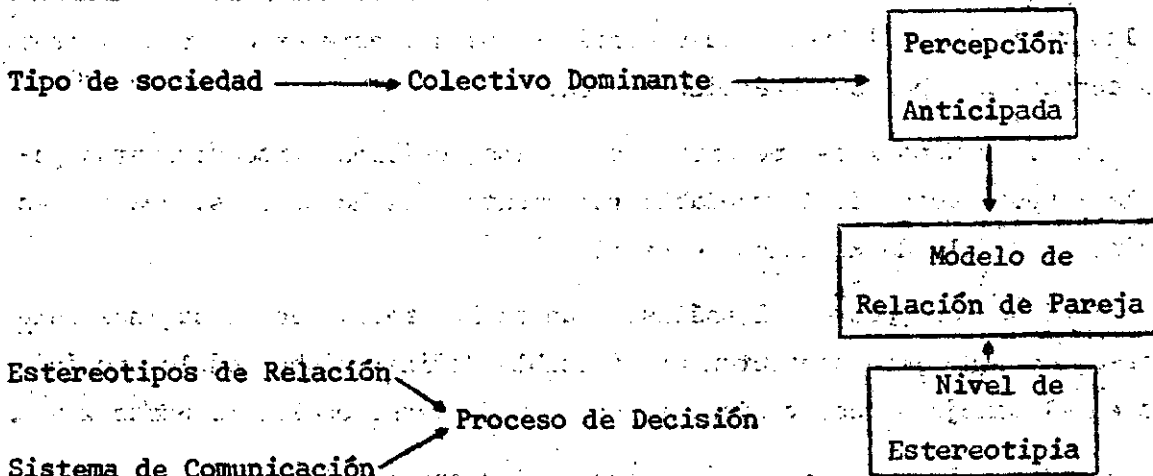 Percepción
Tipo de sociedad Colectivo Dominante
Anticipada
Modelo de
Relación de Pareja
Estereotipos de Relación
Nivel de
Proceso de Decisión
Estereotipia
Sistema de Comunicación